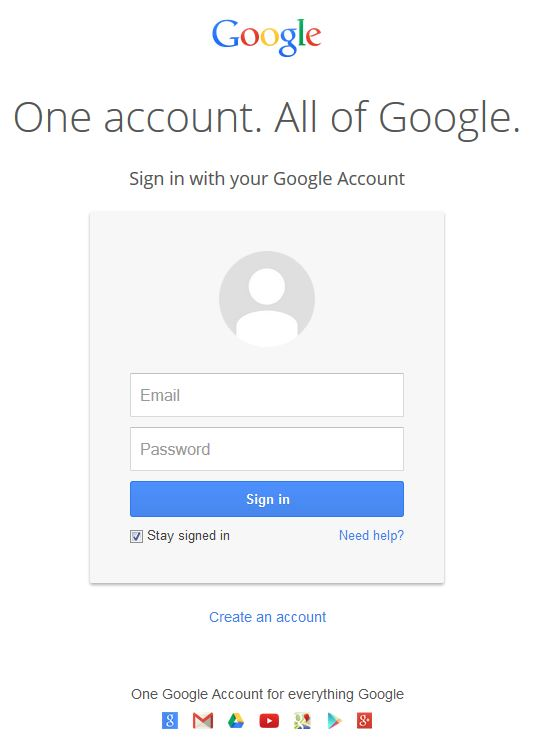 Google
One account. All of Google.
Sign in with your Google Account
Email
Password
Sign in
Stay signed in Need help?
Create an account
One Google Account for everything Google